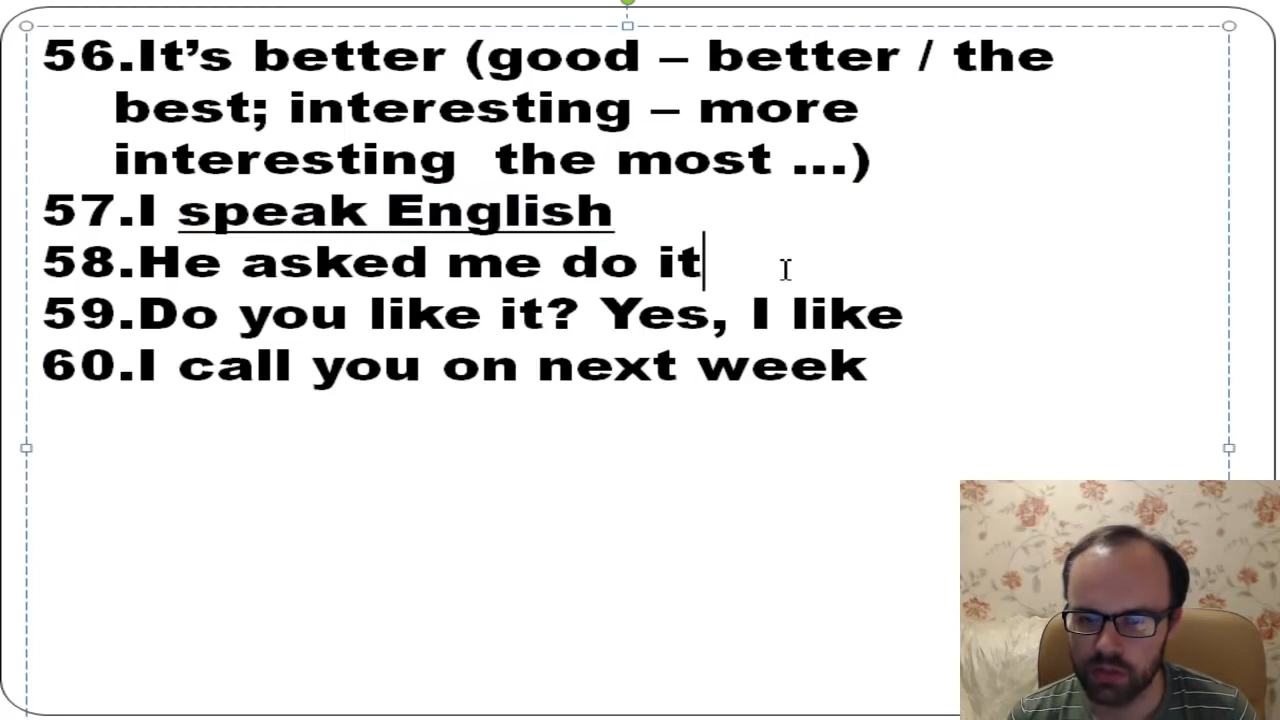 56.It’s better (good – better / the
best; interesting – more
interesting  the most ...)
57.I speak English
58.He asked me do it
59.Do you like it? Yes, I like
60.I call you on next week